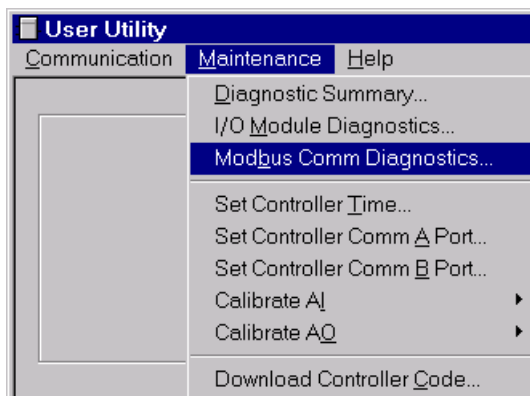 User Utility
Communication Maintenance Help
Diagnostic Summary...
I/O Module Diagnostics...
Modbus Comm Diagnostics...
Set Controller Time...
Set Controller Comm A Port...
Set Controller Comm B Port...
Calibrate AI
Calibrate AO
Download Controller Code...